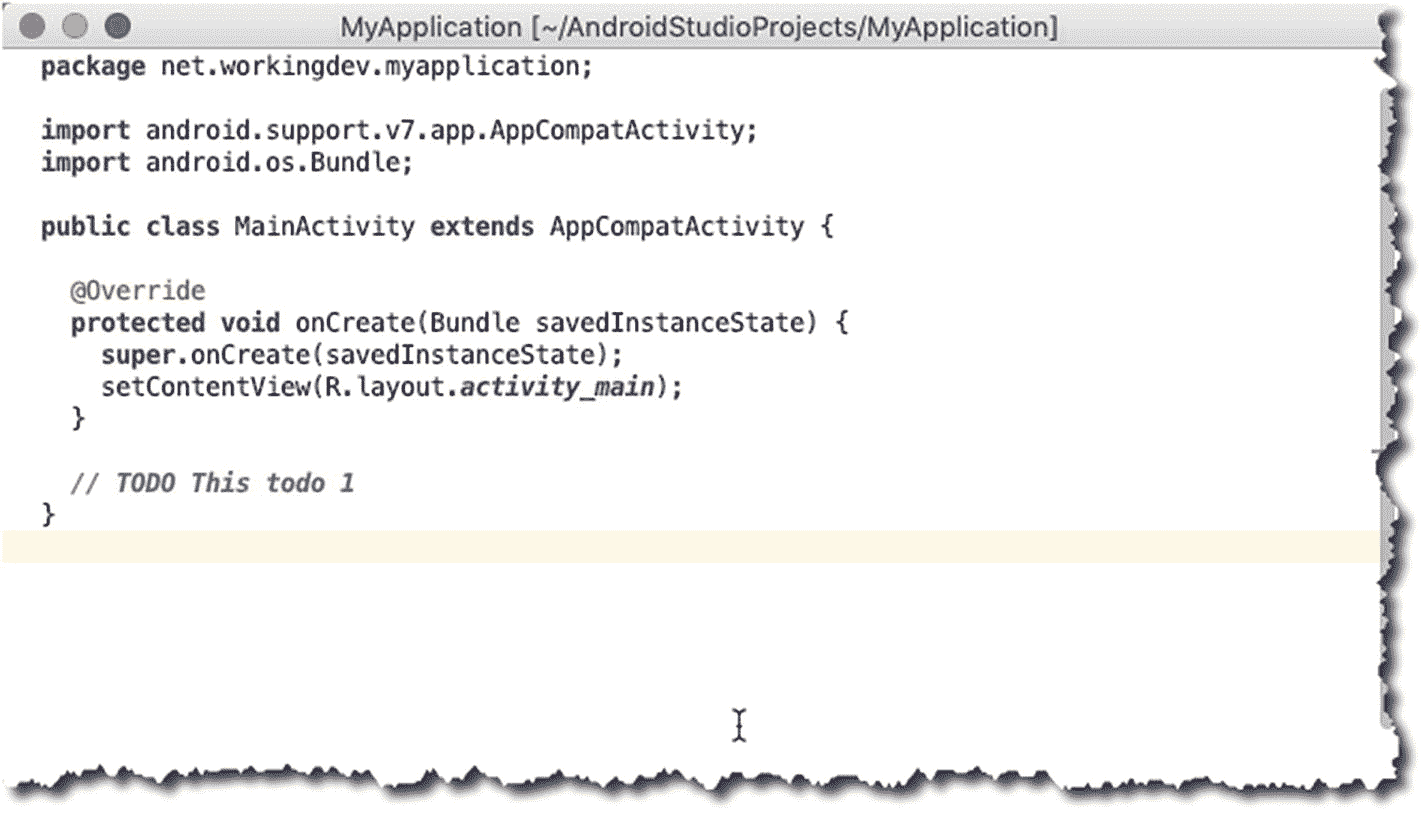 MyApplication [~/AndroidStudioProjects/MyApplication]
package net.workingdev.myapplication;
import android.support.v7.app.AppCompatActivity;
import android.os.Bundle;
public class MainActivity extends AppCompatActivity {
@Override
protected void onCreate(Bundle savedInstanceState) {
super.onCreate(savedInstanceState);
setContentView(R.layout.activity_main);
}
// TODO This todo 1
}